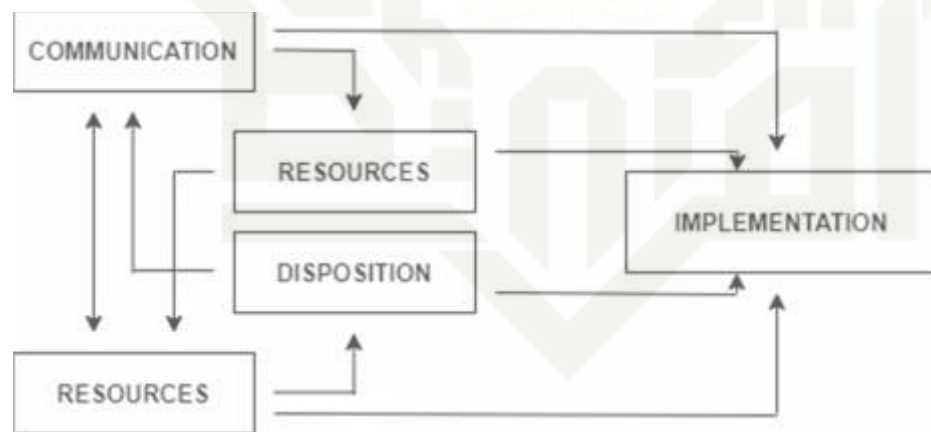 COMMUNICATION
RESOURCES
DISPOSITION
IMPLEMENTATION
RESOURCES